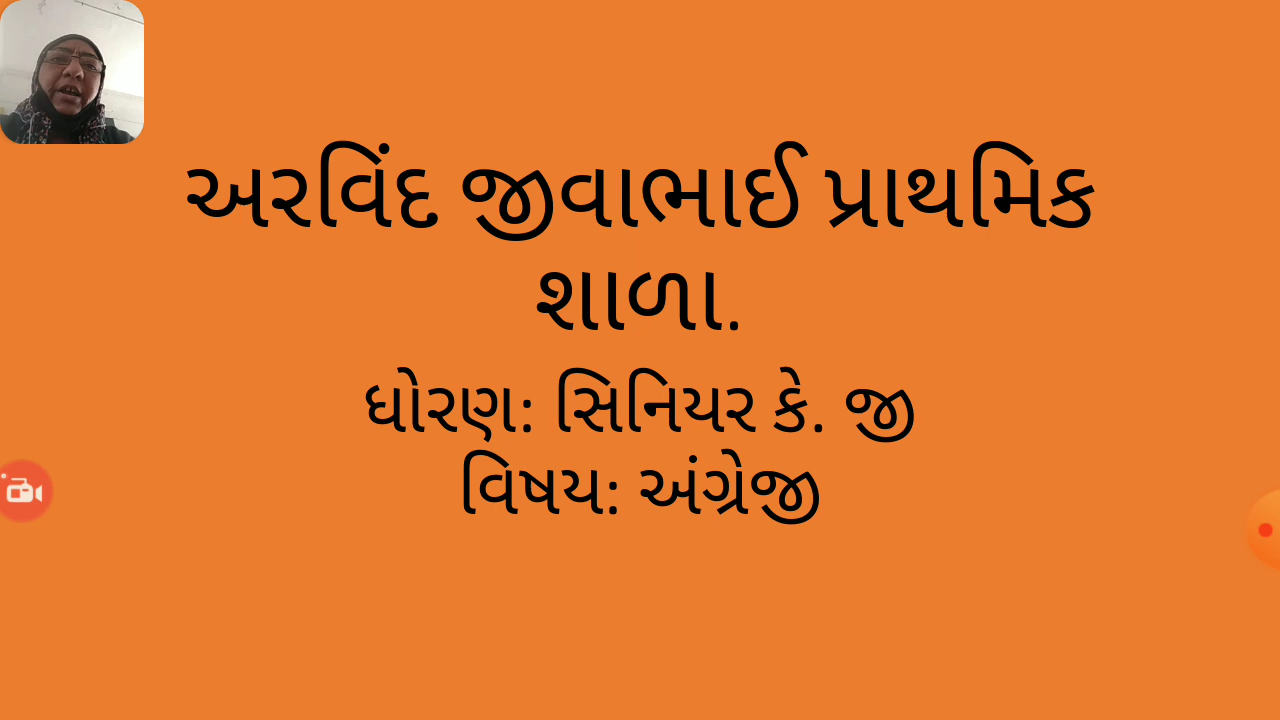 અરવિંદ જીવાભાઈ પ્રાથમિક
શાળા.
ધોરણ: સિનિયર કે. જી
વિષય: અંગ્રેજી